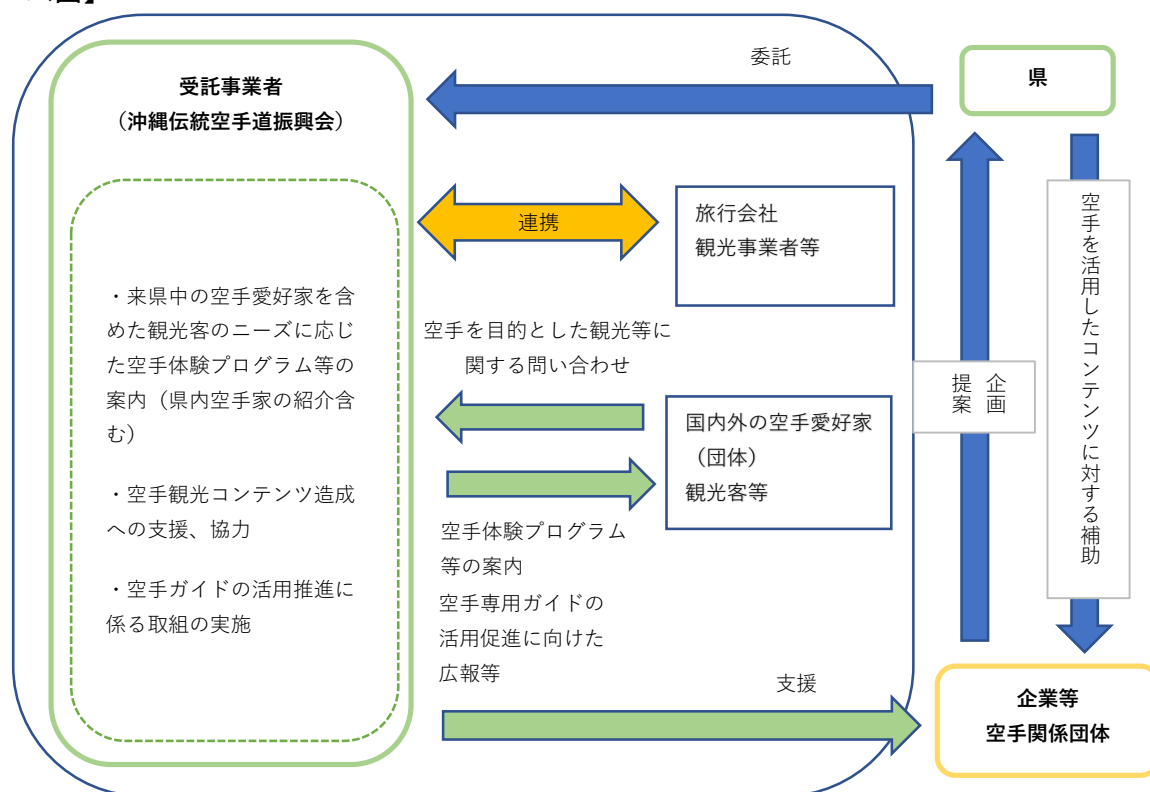 図】
委託
県
受託事業者
（沖縄伝統空手道振興会）
連携
旅行会社
観光事業者等
・来県中の空手愛好家を含
めた観光客のニーズに応じ
た空手体験プログラム等の
案内（県内空手家の紹介含
む）
・空手観光コンテンツ造成
への支援、協力
・空手ガイドの活用推進に
係る取組の実施
空手を目的とした観光等に
関する問い合わせ
国内外の空手愛好家
（団体）
観光客等
空手体験プログラム
等の案内
空手専用ガイドの
活用促進に向けた
広報等
支援
企画
提案
空手を活用したコンテンツに対する補助
企業等
空手関係団体